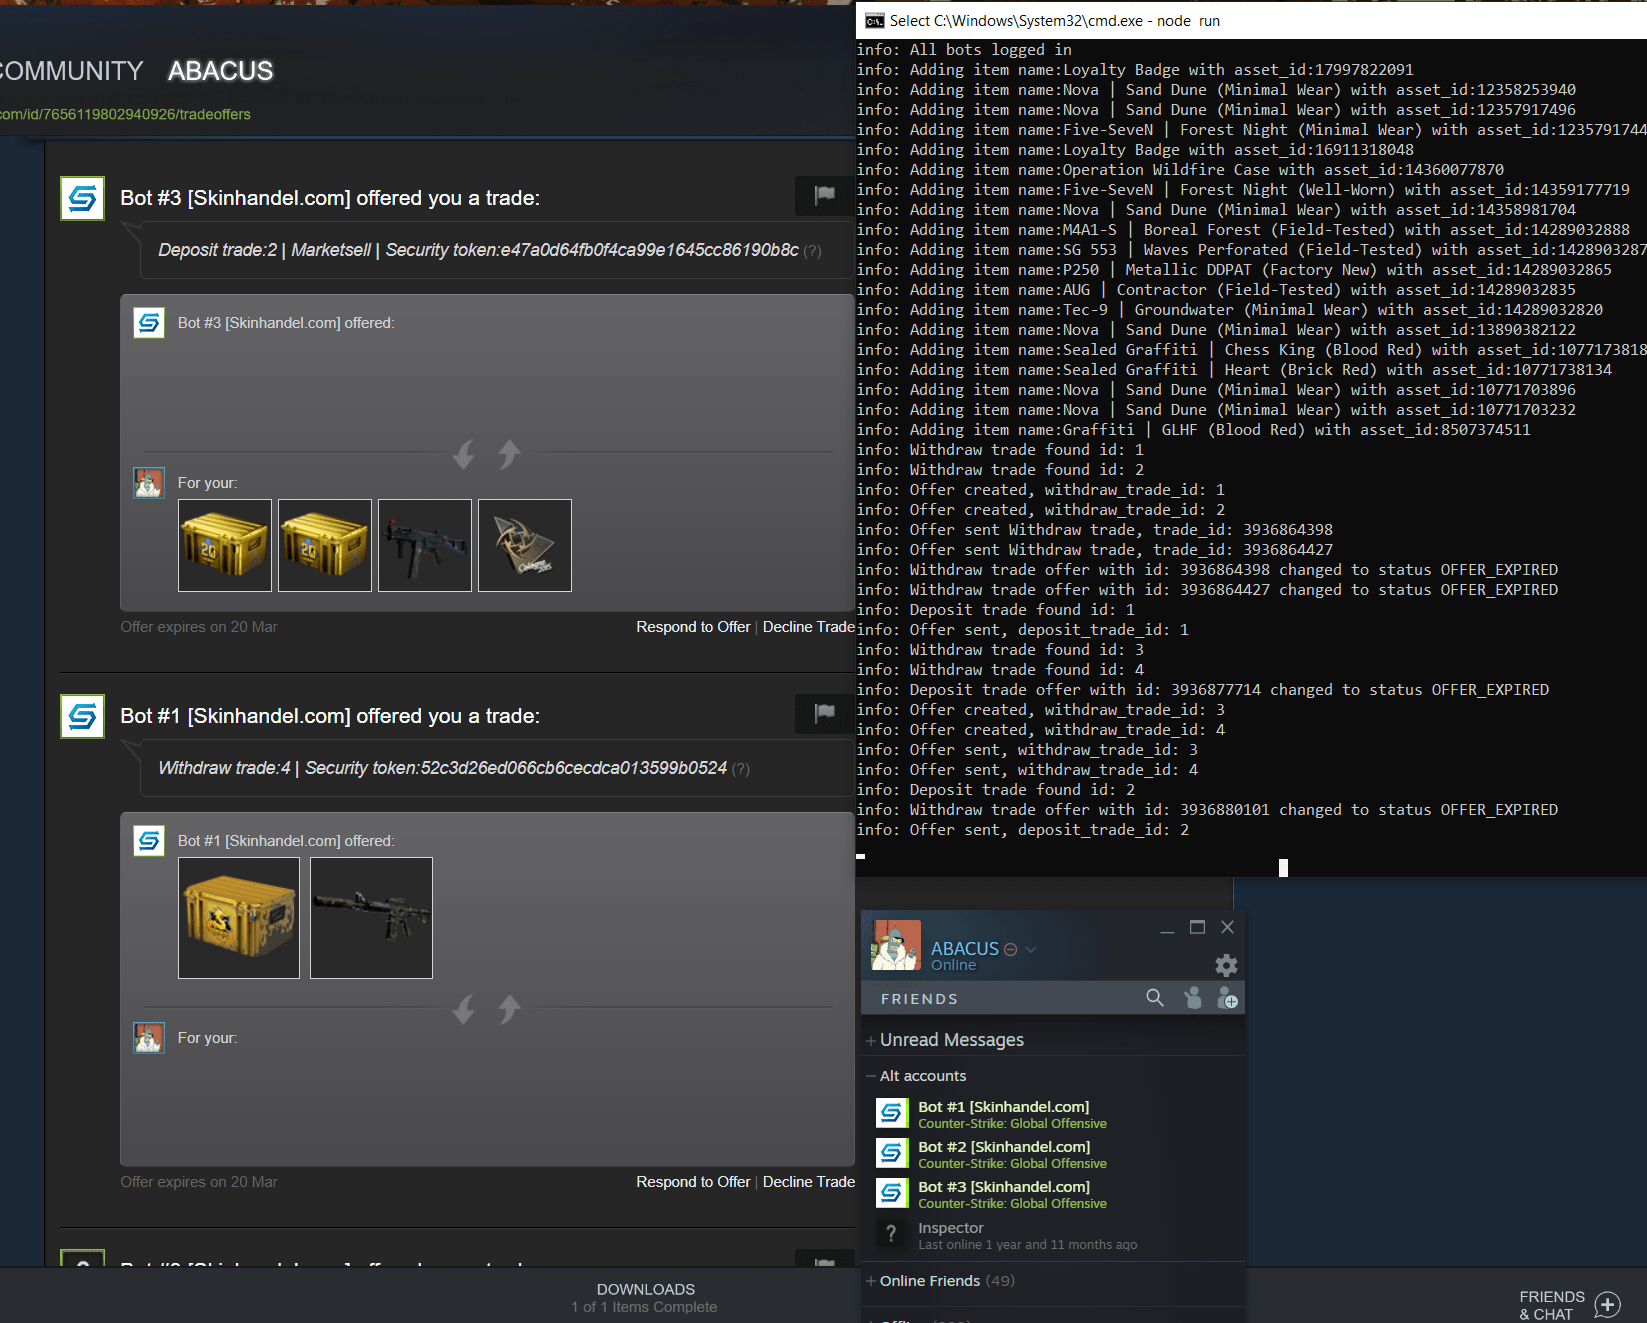 COMMUNITY ABACUS
com/id/7656119802940926/tradeoffers
Bot #3 [Skinhandel.com] offered you a trade:
Deposit trade:2 | Marketsell | Security token:e47a0d64fb0f4ca99e1645cc86190b8c (?)
Bot #3 [Skinhandel.com] offered:
For your:
Offer expires on 20 Mar
Respond to Offer | Decline Trade
Bot #1 [Skinhandel.com] offered you a trade:
Withdraw trade:4 | Security token:52c3d26ed066cb6cecdca013599b0524 (?)
Bot #1 [Skinhandel.com] offered:
For your:
Offer expires on 20 Mar
Respond to Offer | Decline Trade
Select C:\Windows\System32\cmd.exe - node run
info: All bots logged in
info: Adding item name:Loyalty Badge with asset_id:17997822091
info: Adding item name:Nova | Sand Dune (Minimal Wear) with asset_id:12358253940
info: Adding item name:Nova | Sand Dune (Minimal Wear) with asset_id:12357917496
info: Adding item name:Five-SeveN | Forest Night (Minimal Wear) with asset_id:1235791744
info: Adding item name:Loyalty Badge with asset_id:16911318048
info: Adding item name:Operation Wildfire Case with asset_id:14360077870
info: Adding item name:Five-SeveN | Forest Night (Well-Worn) with asset_id:14359177719
info: Adding item name:Nova | Sand Dune (Minimal Wear) with asset_id:14358981704
info: Adding item name:M4A1-S | Boreal Forest (Field-Tested) with asset_id:14289032888
info: Adding item name:SG 553 | Waves Perforated (Field-Tested) with asset_id:1428903287
info: Adding item name:P250 | Metallic DDPAT (Factory New) with asset_id:14289032865
info: Adding item name:AUG | Contractor (Field-Tested) with asset_id:14289032835
info: Adding item name:Tec-9 | Groundwater (Minimal Wear) with asset_id:14289032820
info: Adding item name:Nova | Sand Dune (Minimal Wear) with asset_id:13890382122
info: Adding item name:Sealed Graffiti | Chess King (Blood Red) with asset_id:1077173818
info: Adding item name:Sealed Graffiti | Heart (Brick Red) with asset_id:10771738134
info: Adding item name:Nova | Sand Dune (Minimal Wear) with asset_id:10771703896
info: Adding item name:Nova | Sand Dune (Minimal Wear) with asset_id:10771703232
info: Adding item name:Graffiti | GLHF (Blood Red) with asset_id:8507374511
info: Withdraw trade found id: 1
info: Withdraw trade found id: 2
info: Offer created, withdraw_trade_id: 1
info: Offer created, withdraw_trade_id: 2
info: Offer sent Withdraw trade, trade_id: 3936864398
info: Offer sent Withdraw trade, trade_id: 3936864427
info: Withdraw trade offer with id: 3936864398 changed to status OFFER_EXPIRED
info: Withdraw trade offer with id: 3936864427 changed to status OFFER_EXPIRED
info: Deposit trade found id: 1
info: Offer sent, deposit_trade_id: 1
info: Withdraw trade found id: 3
info: Withdraw trade found id: 4
info: Deposit trade offer with id: 3936877714 changed to status OFFER_EXPIRED
info: Offer created, withdraw_trade_id: 3
info: Offer created, withdraw_trade_id: 4
info: Offer sent, withdraw_trade_id: 3
info: Offer sent, withdraw_trade_id: 4
info: Deposit trade found id: 2
info: Withdraw trade offer with id: 3936880101 changed to status OFFER_EXPIRED
info: Offer sent, deposit_trade_id: 2
ABACUS
Online
FRIENDS
+ Unread Messages
− Alt accounts
Bot #1 [Skinhandel.com]
Counter-Strike: Global Offensive
Bot #2 [Skinhandel.com]
Counter-Strike: Global Offensive
Bot #3 [Skinhandel.com]
Counter-Strike: Global Offensive
? Inspector
Last online 1 year and 11 months ago
+ Online Friends (49)
DOWNLOADS
1 of 1 Items Complete
FRIENDS
& CHAT